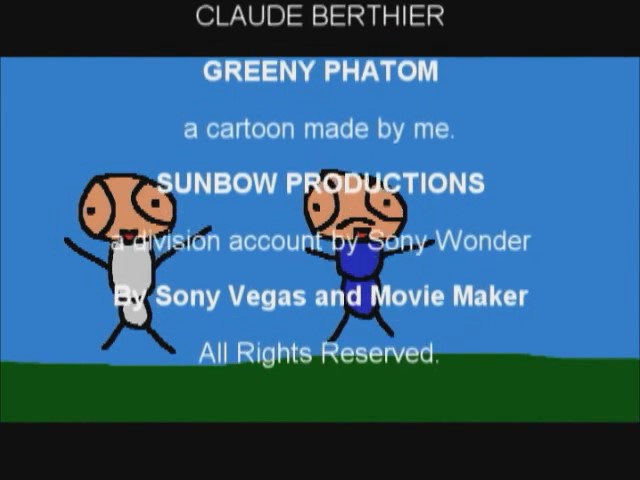 CLAUDE BERTHIER
GREENY PHATOM
a cartoon made by me.
SUNBOW PRODUCTIONS
a division account by Sony Wonder
By Sony Vegas and Movie Maker
All Rights Reserved.